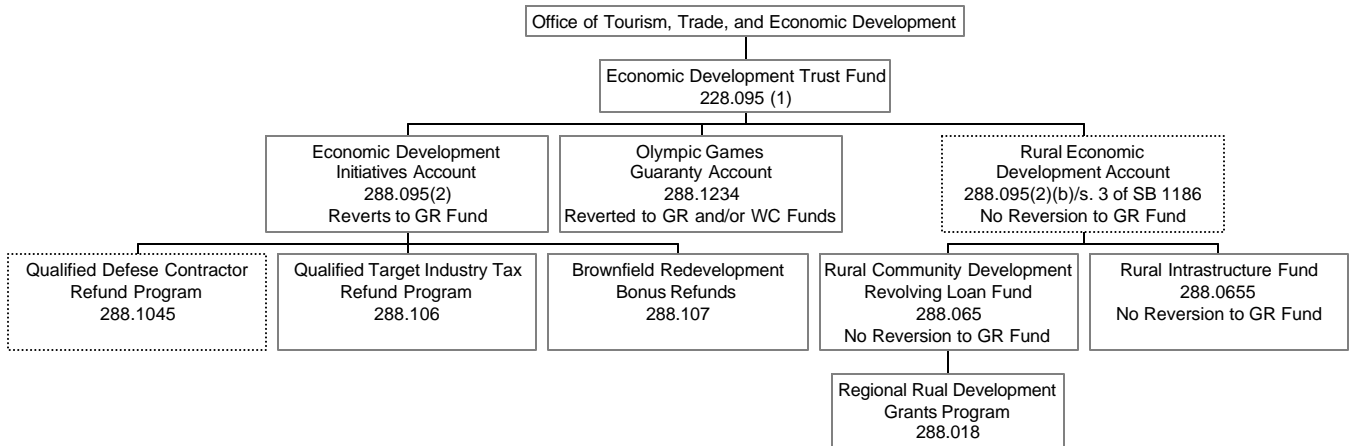 Office of Tourism, Trade, and Economic Development
Economic Development Trust Fund
228.095 (1)
Economic Development
Initiatives Account
288.095(2)
Reverts to GR Fund
Olympic Games
Guaranty Account
288.1234
Reverted to GR and/or WC Funds
Rural Economic
Development Account
288.095(2)(b)/s. 3 of SB 1186
No Reversion to GR Fund
Qualified Defese Contractor
Refund Program
288.1045
Qualified Target Industry Tax
Refund Program
288.106
Brownfield Redevelopment
Bonus Refunds
288.107
Rural Community Development
Revolving Loan Fund
288.065
No Reversion to GR Fund
Rural Intrastructure Fund
288.0655
No Reversion to GR Fund
Regional Rual Development
Grants Program
288.018